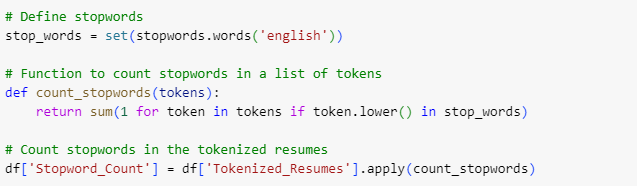 # Define stopwords
stop_words = set(stopwords.words('english'))
# Function to count stopwords in a list of tokens
def count_stopwords(tokens):
    return sum(1 for token in tokens if token.lower() in stop_words)
# Count stopwords in the tokenized resumes
df['Stopword_Count'] = df['Tokenized_Resumes'].apply(count_stopwords)